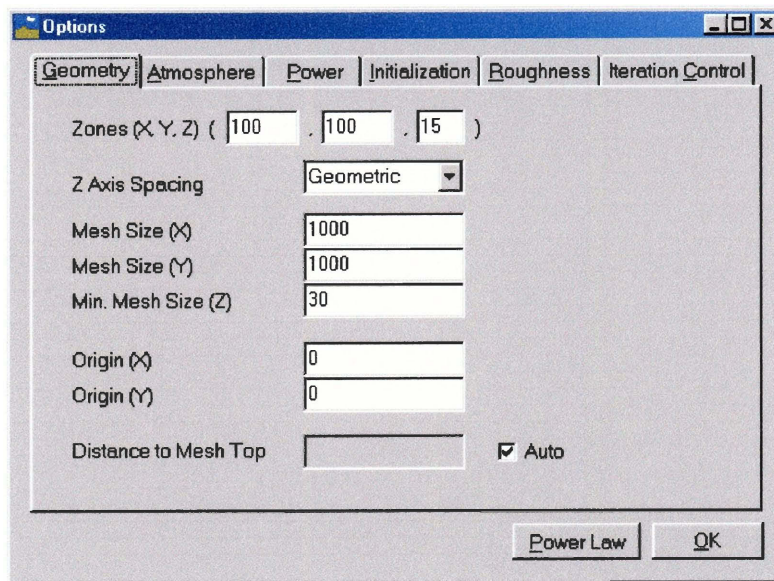 Options
Geometry Atmosphere Power Initialization Roughness Iteration Control
Zones (X, Y, Z) ( 100 , 100 , 15 )
Z Axis Spacing Geometric
Mesh Size (X) 1000
Mesh Size (Y) 1000
Min. Mesh Size (Z) 30
Origin (X) 0
Origin (Y) 0
Distance to Mesh Top Auto
Power Law OK